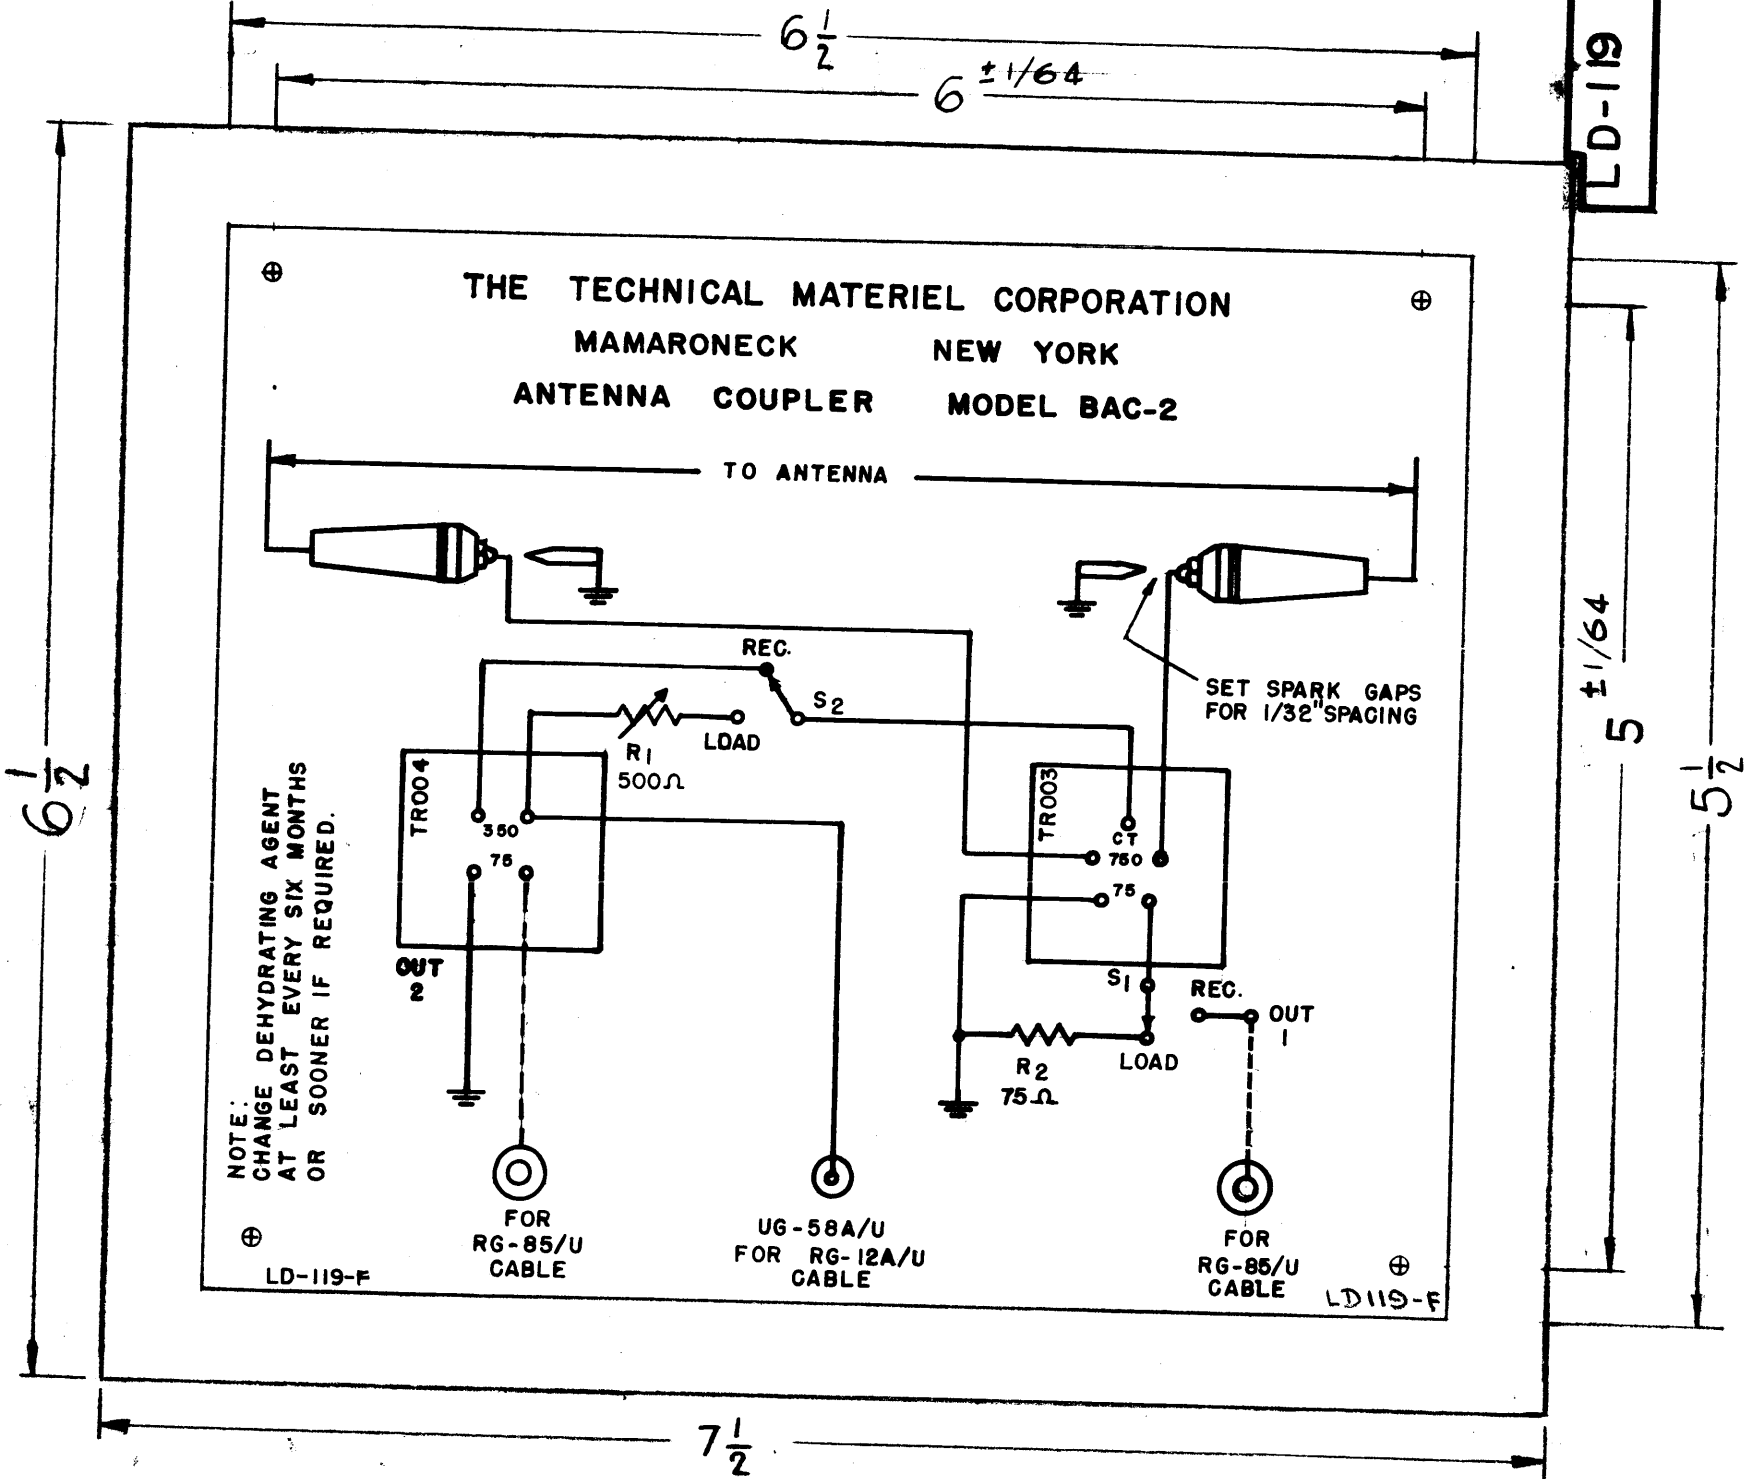 6 1/2
6 ± 1/64
LD-119
THE TECHNICAL MATERIEL CORPORATION
MAMARONECK NEW YORK
ANTENNA COUPLER MODEL BAC-2
TO ANTENNA
REC.
S2
SET SPARK GAPS
FOR 1/32" SPACING
LOAD
R1
500Ω
TR004
350
75
OUT
2
TR003
CT
750
75
S1
REC.
OUT
1
LOAD
R2
75Ω
NOTE:
CHANGE DEHYDRATING AGENT
AT LEAST EVERY SIX MONTHS
OR SOONER IF REQUIRED.
FOR
RG-85/U
CABLE
UG-58A/U
FOR RG-12A/U
CABLE
FOR
RG-85/U
CABLE
LD-119-F
LD119-F
6 1/2
5 ± 1/64
5 1/2
7 1/2